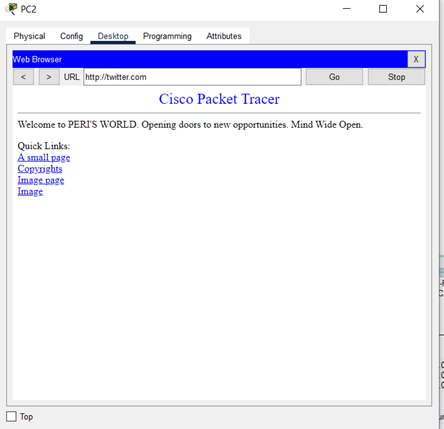 PC2
Physical Config Desktop Programming Attributes
Web Browser X
< > URL http://twitter.com Go Stop
Cisco Packet Tracer
Welcome to PERI'S WORLD. Opening doors to new opportunities. Mind Wide Open.
Quick Links:
A small page
Copyrights
Image page
Image
Top